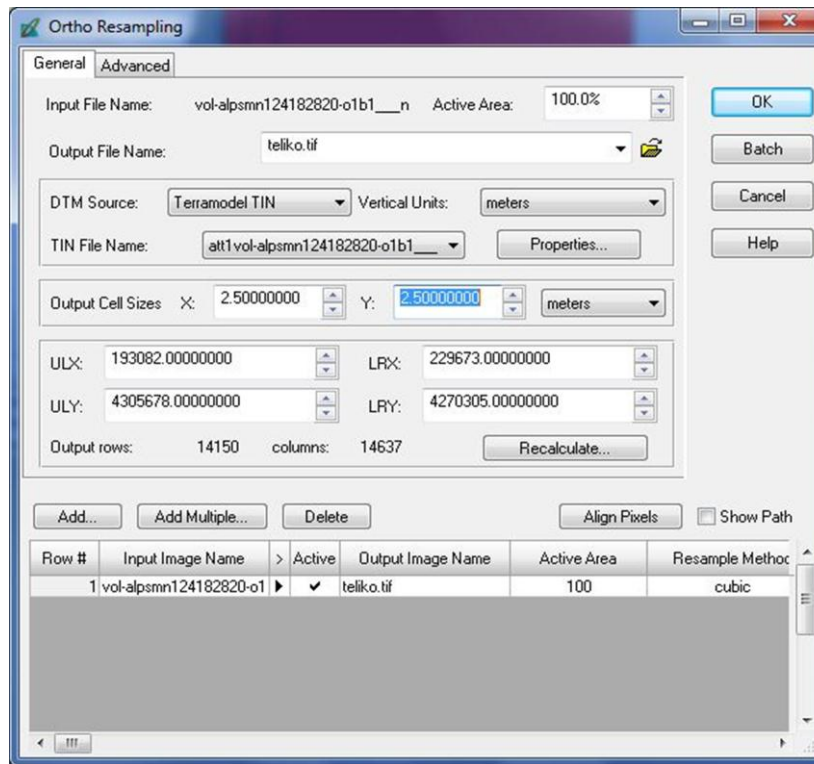 Ortho Resampling
General Advanced
Input File Name: vol-alpsmn124182820-o1b1___n Active Area: 100.0%
OK
Output File Name: teliko.tif
Batch
DTM Source: Terramodel TIN Vertical Units: meters
Cancel
TIN File Name: att1vol-alpsmn124182820-o1b1___ Properties...
Help
Output Cell Sizes X: 2.50000000 Y: 2.50000000 meters
ULX: 193082.00000000 LRX: 229673.00000000
ULY: 4305678.00000000 LRY: 4270305.00000000
Output rows: 14150 columns: 14637 Recalculate...
Add... Add Multiple... Delete Align Pixels Show Path
Row # Input Image Name > Active Output Image Name Active Area Resample Method
1 vol-alpsmn124182820-o1 teliko.tif 100 cubic